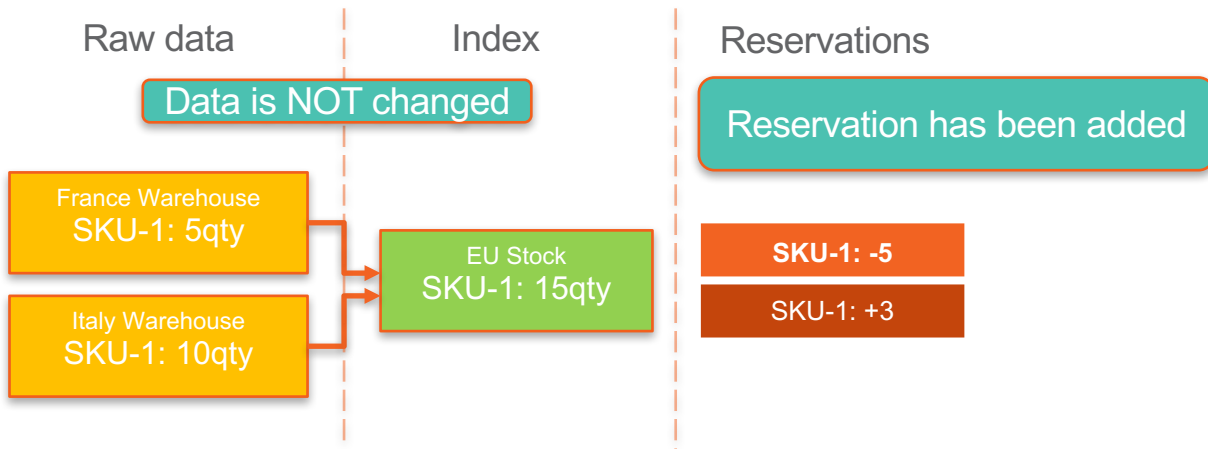 Raw data
Index
Reservations
Data is NOT changed
Reservation has been added
France Warehouse
SKU-1: 5qty
Italy Warehouse
SKU-1: 10qty
EU Stock
SKU-1: 15qty
SKU-1: -5
SKU-1: +3